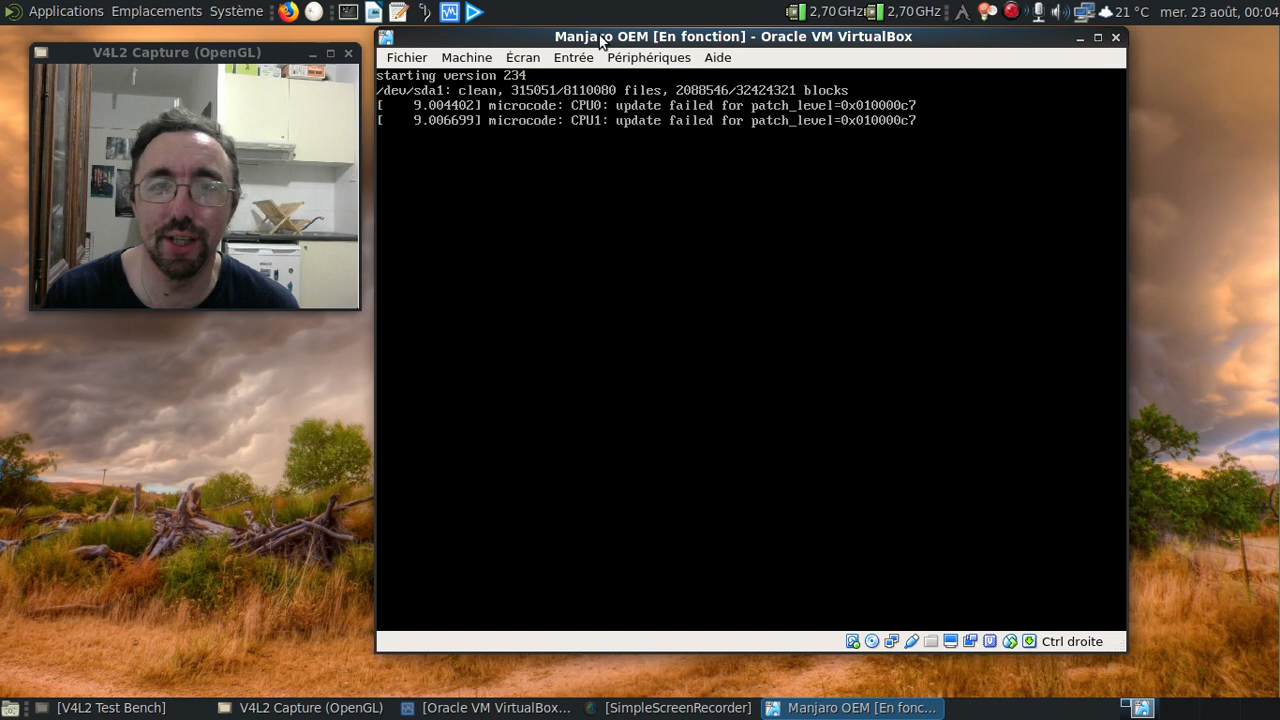 Applications Emplacements Système
2,70 GHz 2,70 GHz 21 °C mer. 23 août, 00:04
V4L2 Capture (OpenGL)
Manjaro OEM [En fonction] - Oracle VM VirtualBox
Fichier Machine Écran Entrée Périphériques Aide
starting version 234
/dev/sda1: clean, 315051/8110080 files, 2088546/32424321 blocks
[ 9.004402] microcode: CPU0: update failed for patch_level=0x010000c7
[ 9.006699] microcode: CPU1: update failed for patch_level=0x010000c7
Ctrl droite
[V4L2 Test Bench] V4L2 Capture (OpenGL) [Oracle VM VirtualBox... [SimpleScreenRecorder] Manjaro OEM [En fonc...